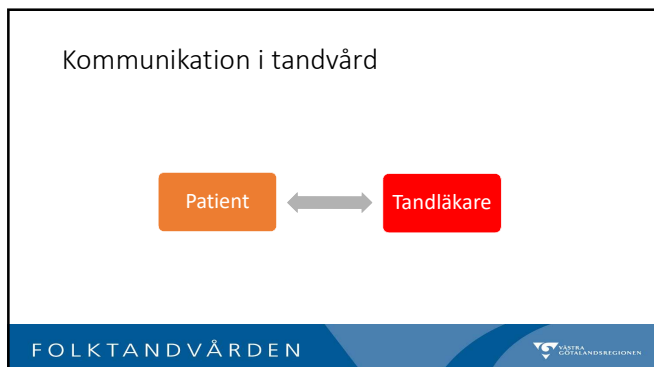 Kommunikation i tandvård
Patient
Tandläkare
FOLKTANDVÅRDEN
VÄSTRA
GÖTALANDSREGIONEN